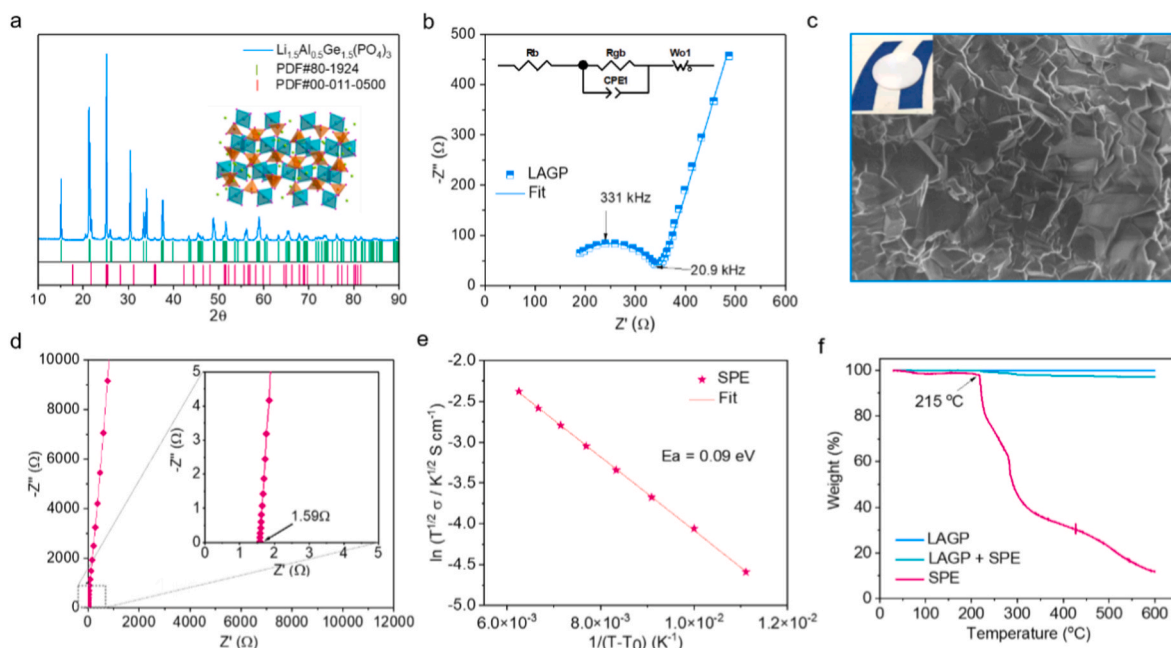 a
Li1.5Al0.5Ge1.5(PO4)3
PDF#80-1924
PDF#00-011-0500
10 20 30 40 50 60 70 80 90
2θ
b
Rb Rgb Wo1
CPE1
LAGP
Fit
331 kHz
20.9 kHz
500
400
300
200
100
0
0 100 200 300 400 500 600
-Z'' (Ω)
Z' (Ω)
c
d
10000
8000
6000
4000
2000
0
0 2000 4000 6000 8000 10000 12000
-Z'' (Ω)
Z' (Ω)
5
4
3
2
1
0
0 1 2 3 4 5
-Z'' (Ω)
Z' (Ω)
1.59Ω
e
SPE
Fit
Ea = 0.09 eV
-2.0
-2.5
-3.0
-3.5
-4.0
-4.5
-5.0
6.0×10-3 8.0×10-3 1.0×10-2 1.2×10-2
ln (T1/2 σ / K1/2 S cm-1)
1/(T-T0) (K-1)
f
215 ºC
LAGP
LAGP + SPE
SPE
100
80
60
40
20
0
0 100 200 300 400 500 600
Weight (%)
Temperature (ºC)